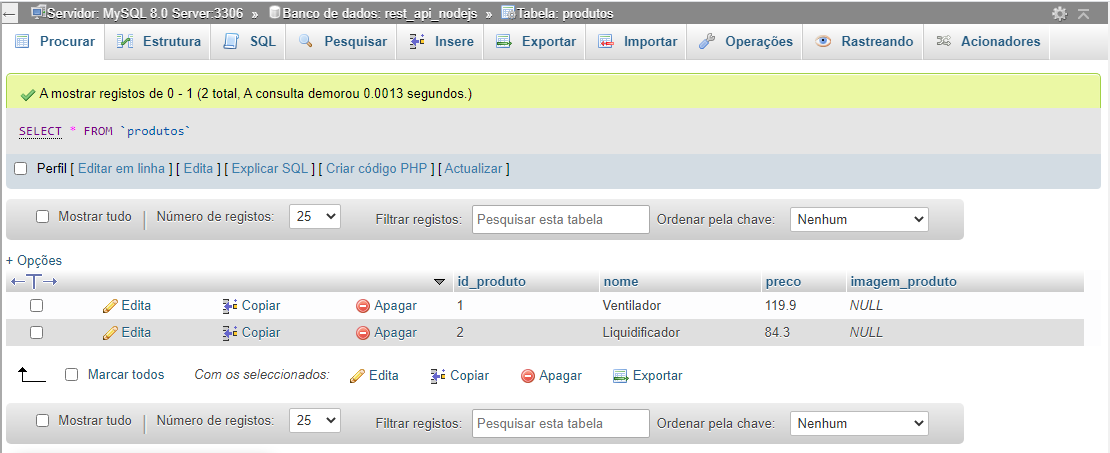 Servidor: MySQL 8.0 Server:3306 » Banco de dados: rest_api_nodejs » Tabela: produtos
Procurar Estrutura SQL Pesquisar Insere Exportar Importar Operações Rastreando Acionadores
A mostrar registos de 0 - 1 (2 total, A consulta demorou 0.0013 segundos.)
SELECT * FROM `produtos`
Perfil [ Editar em linha ] [ Edita ] [ Explicar SQL ] [ Criar código PHP ] [ Actualizar ]
Mostrar tudo | Número de registos: 25 Filtrar registos: Pesquisar esta tabela Ordenar pela chave: Nenhum
+ Opções
←T→ id_produto nome preco imagem_produto
Edita Copiar Apagar 1 Ventilador 119.9 NULL
Edita Copiar Apagar 2 Liquidificador 84.3 NULL
Marcar todos Com os seleccionados: Edita Copiar Apagar Exportar
Mostrar tudo | Número de registos: 25 Filtrar registos: Pesquisar esta tabela Ordenar pela chave: Nenhum